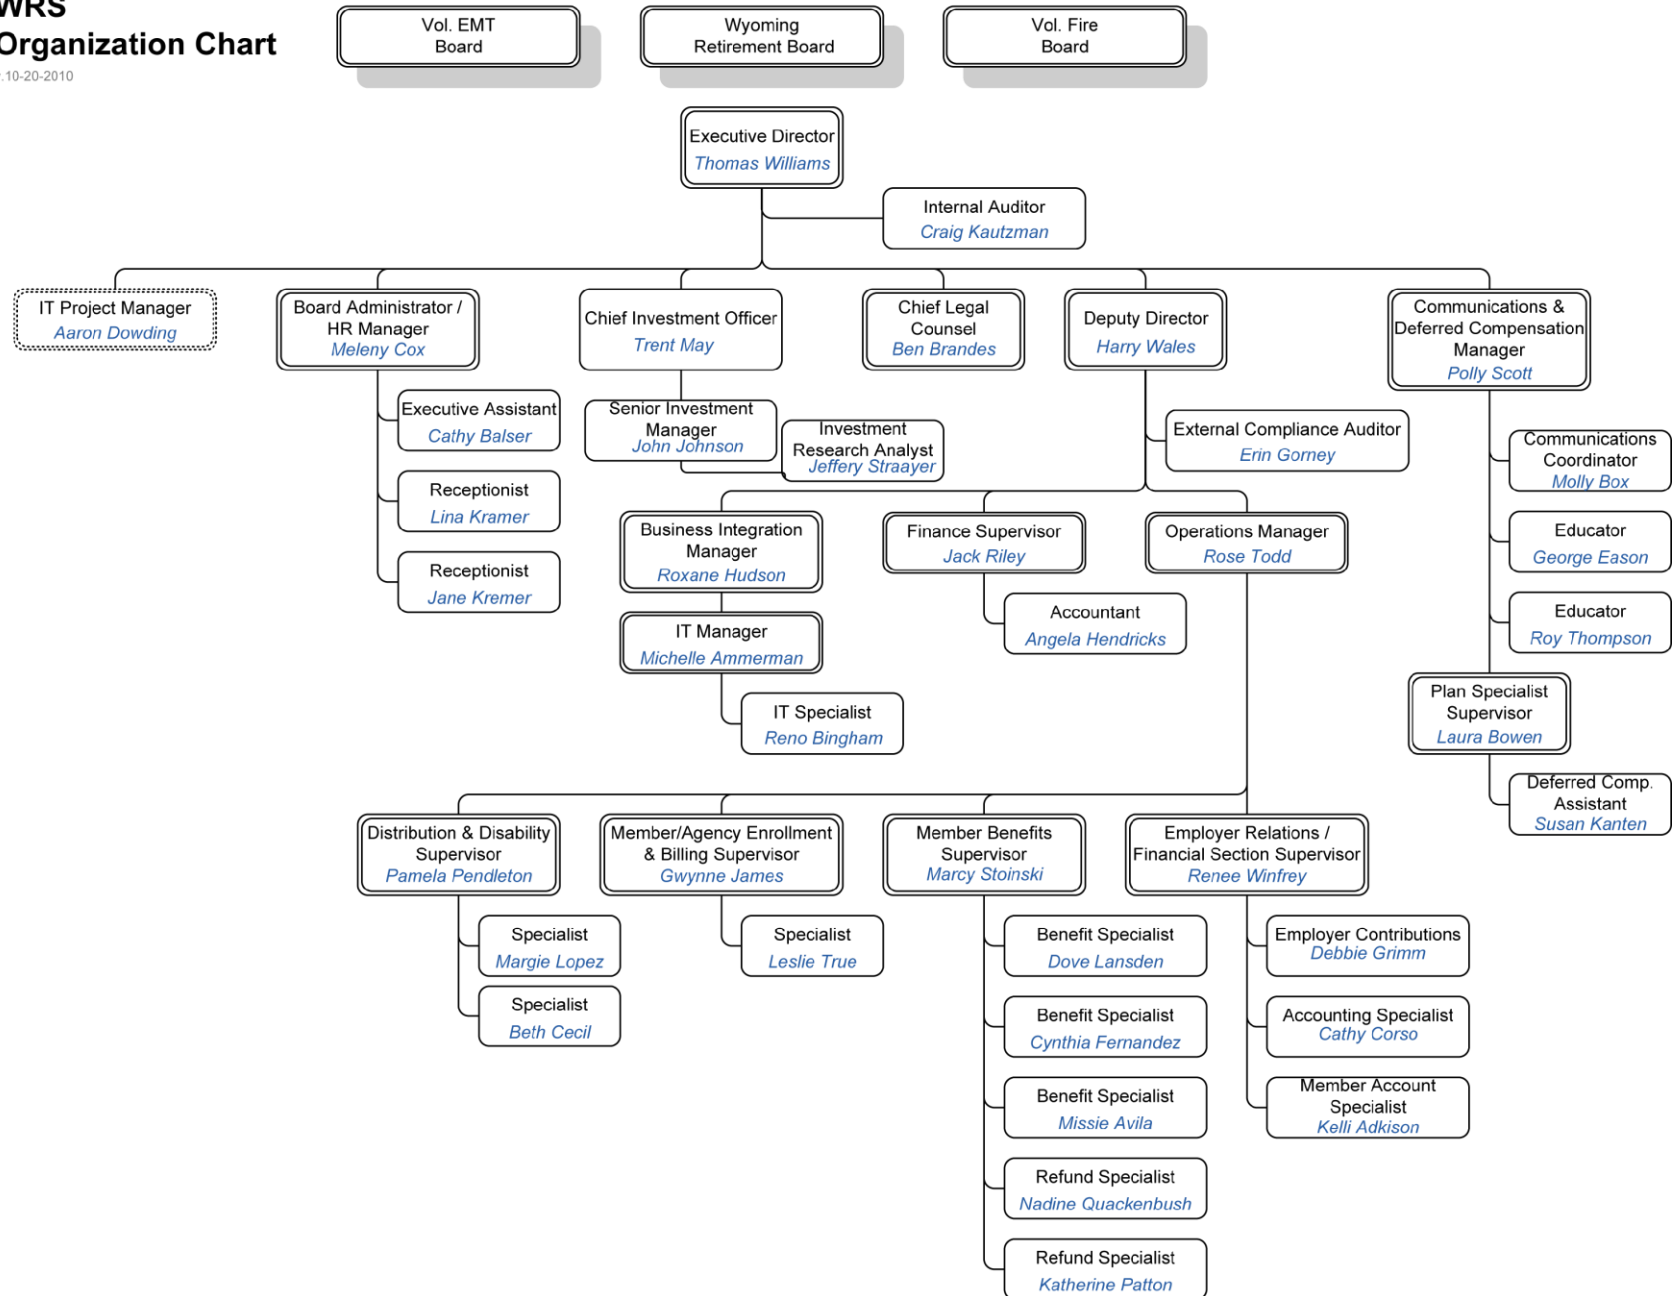 WRS
Organization Chart
.10-20-2010
Vol. EMT
Board
Wyoming
Retirement Board
Vol. Fire
Board
Executive Director
Thomas Williams
Internal Auditor
Craig Kautzman
IT Project Manager
Aaron Dowding
Board Administrator /
HR Manager
Meleny Cox
Chief Investment Officer
Trent May
Chief Legal
Counsel
Ben Brandes
Deputy Director
Harry Wales
Communications &
Deferred Compensation
Manager
Polly Scott
Executive Assistant
Cathy Balser
Receptionist
Lina Kramer
Receptionist
Jane Kremer
Senior Investment
Manager
John Johnson
Investment
Research Analyst
Jeffery Straayer
External Compliance Auditor
Erin Gorney
Communications
Coordinator
Molly Box
Educator
George Eason
Educator
Roy Thompson
Plan Specialist
Supervisor
Laura Bowen
Deferred Comp.
Assistant
Susan Kanten
Business Integration
Manager
Roxane Hudson
Finance Supervisor
Jack Riley
Operations Manager
Rose Todd
IT Manager
Michelle Ammerman
Accountant
Angela Hendricks
IT Specialist
Reno Bingham
Distribution & Disability
Supervisor
Pamela Pendleton
Member/Agency Enrollment
& Billing Supervisor
Gwynne James
Member Benefits
Supervisor
Marcy Stoinski
Employer Relations /
Financial Section Supervisor
Renee Winfrey
Specialist
Margie Lopez
Specialist
Beth Cecil
Specialist
Leslie True
Benefit Specialist
Dove Lansden
Benefit Specialist
Cynthia Fernandez
Benefit Specialist
Missie Avila
Refund Specialist
Nadine Quackenbush
Refund Specialist
Katherine Patton
Employer Contributions
Debbie Grimm
Accounting Specialist
Cathy Corso
Member Account
Specialist
Kelli Adkison